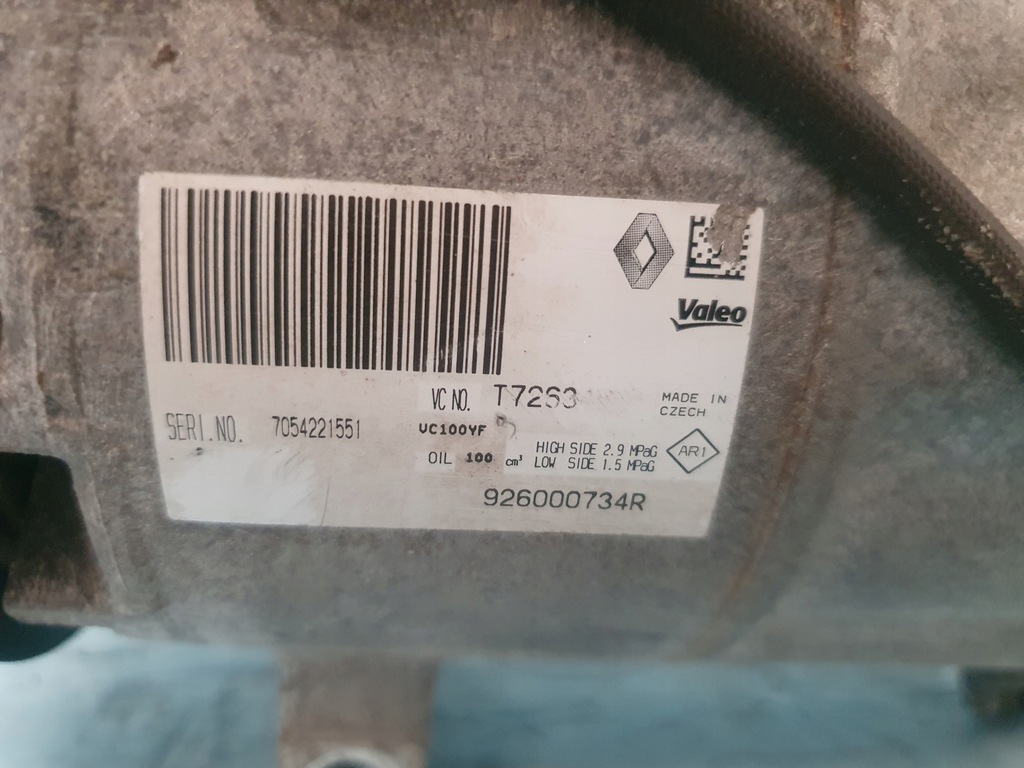 Valeo
VC NO. T7263
MADE IN
CZECH
SERI.NO. 7054221551
VC100YF
OIL 100 cm³
HIGH SIDE 2.9 MPaG
LOW SIDE 1.5 MPaG
AR1
926000734R